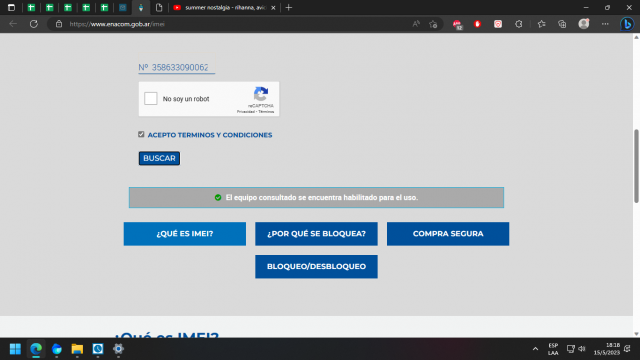 summer nostalgia - rihanna, avic
https://www.enacom.gob.ar/imei
Nº 358633090062
No soy un robot
reCAPTCHA
Privacidad - Términos
ACEPTO TERMINOS Y CONDICIONES
BUSCAR
El equipo consultado se encuentra habilitado para el uso.
¿QUÉ ES IMEI?
¿POR QUÉ SE BLOQUEA?
COMPRA SEGURA
BLOQUEO/DESBLOQUEO
¿Qué es IMEI?
ESP
LAA
18:18
15/5/2023